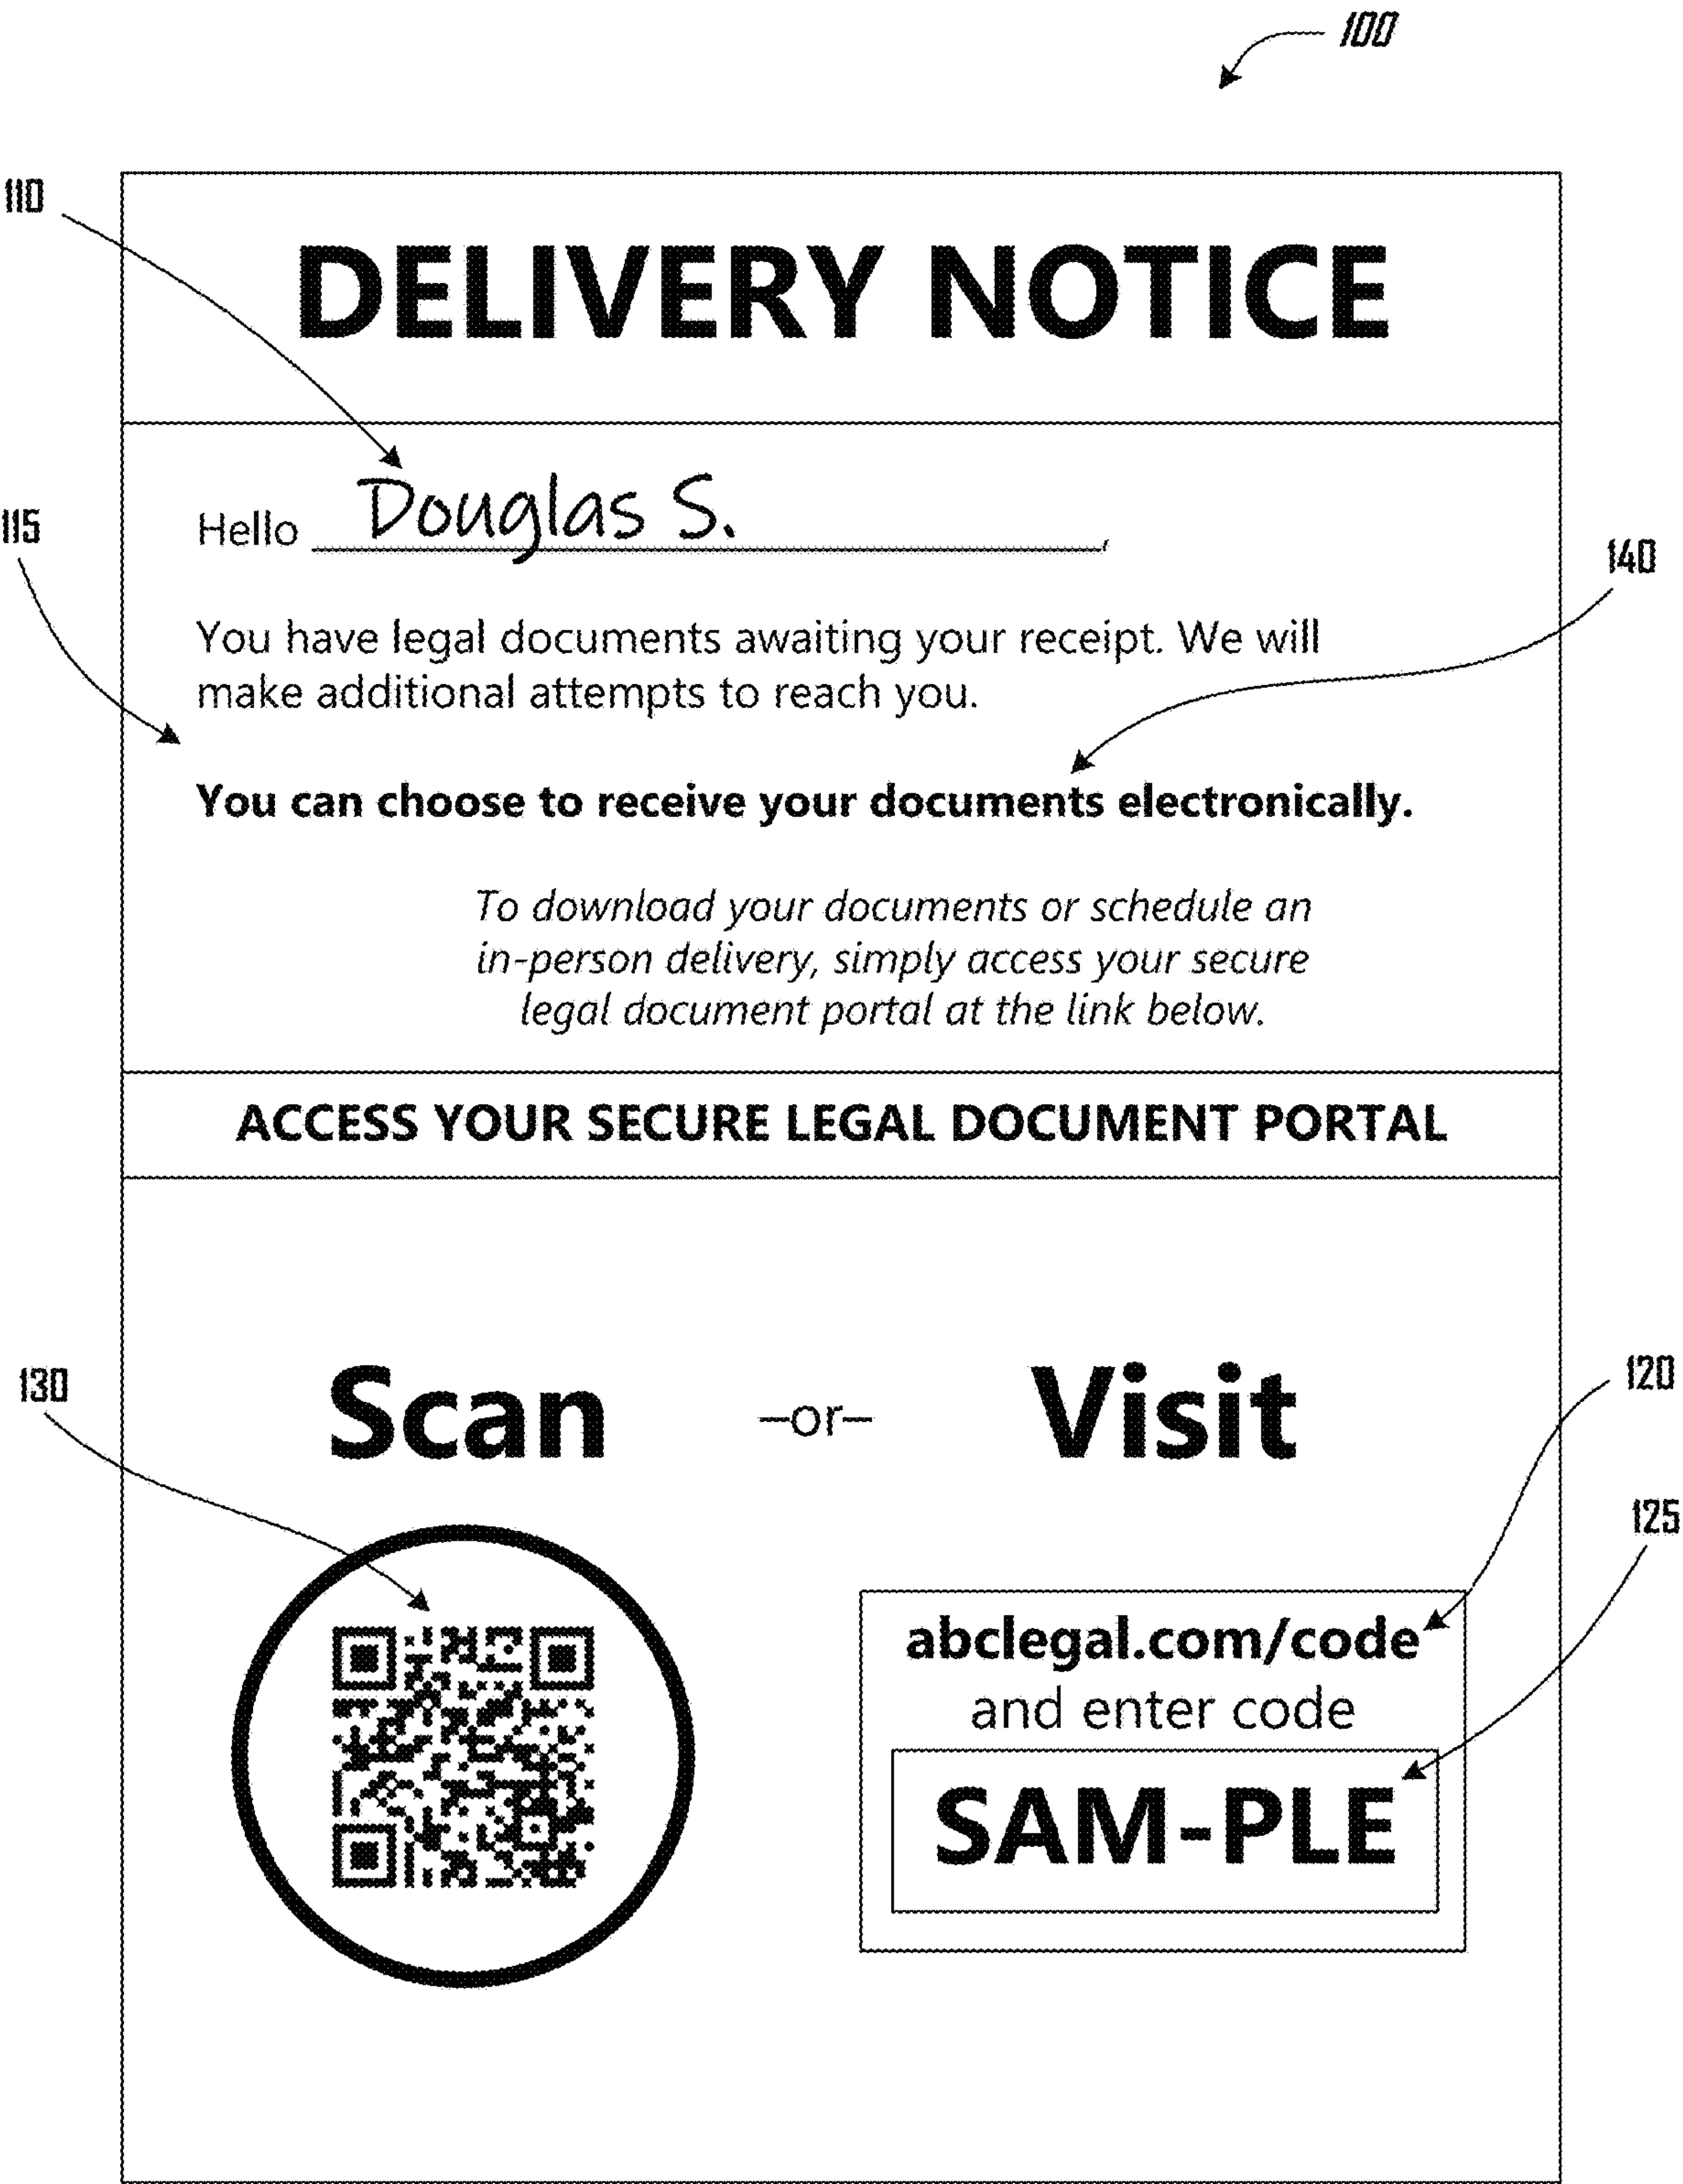 100
110
DELIVERY NOTICE
115
Hello Douglas S.,
140
You have legal documents awaiting your receipt. We will
make additional attempts to reach you.
You can choose to receive your documents electronically.
To download your documents or schedule an
in-person delivery, simply access your secure
legal document portal at the link below.
ACCESS YOUR SECURE LEGAL DOCUMENT PORTAL
130
Scan -or- Visit
120
125
abclegal.com/code
and enter code
SAM-PLE